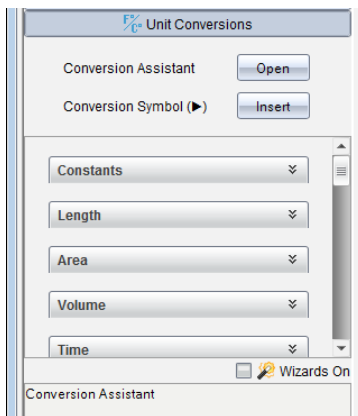 F°/C° Unit Conversions
Conversion Assistant Open
Conversion Symbol (▶) Insert
Constants
Length
Area
Volume
Time
Wizards On
Conversion Assistant